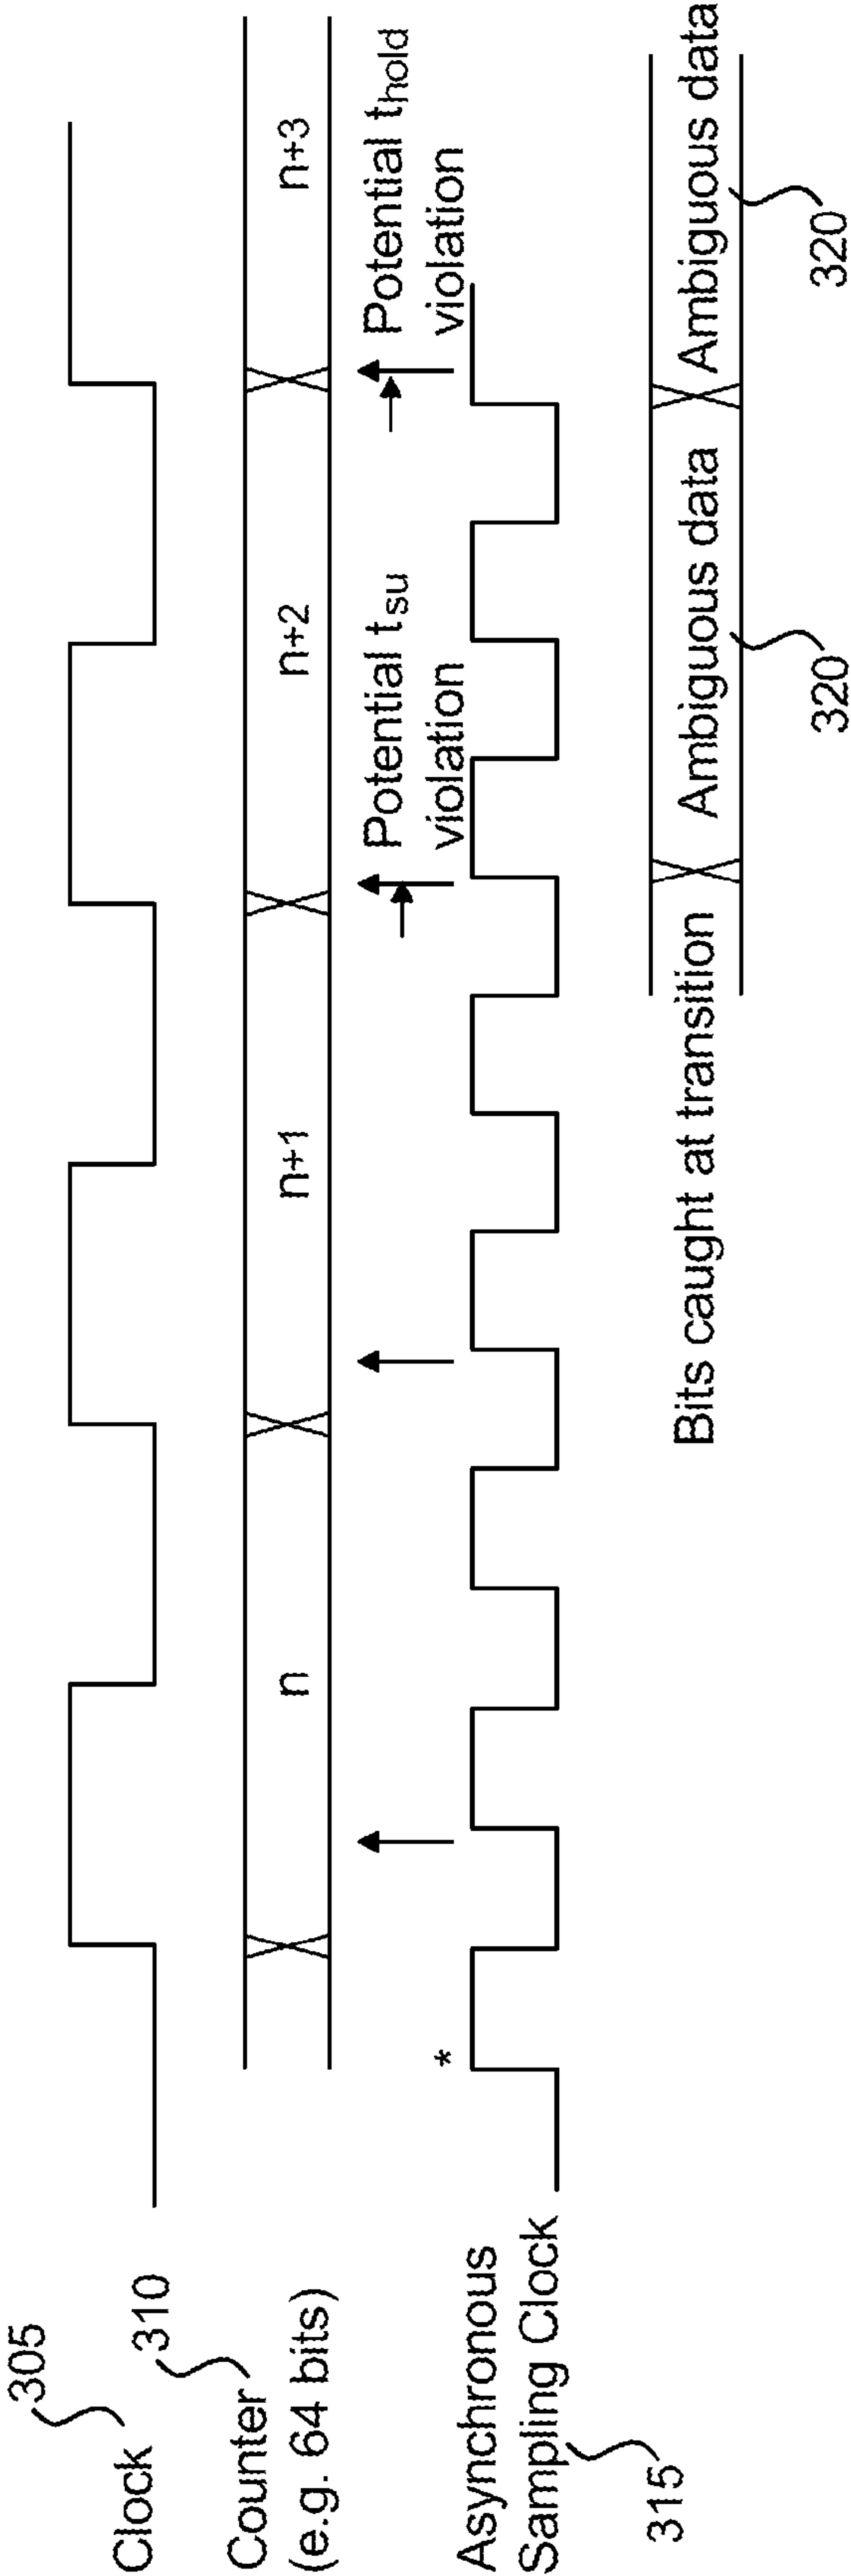 305
Clock
310
Counter
(e.g. 64 bits)
n
n+1
n+2
n+3
Potential tsu
violation
Potential thold
violation
*
Asynchronous
Sampling Clock
315
Bits caught at transition
Ambiguous data
Ambiguous data
320
320